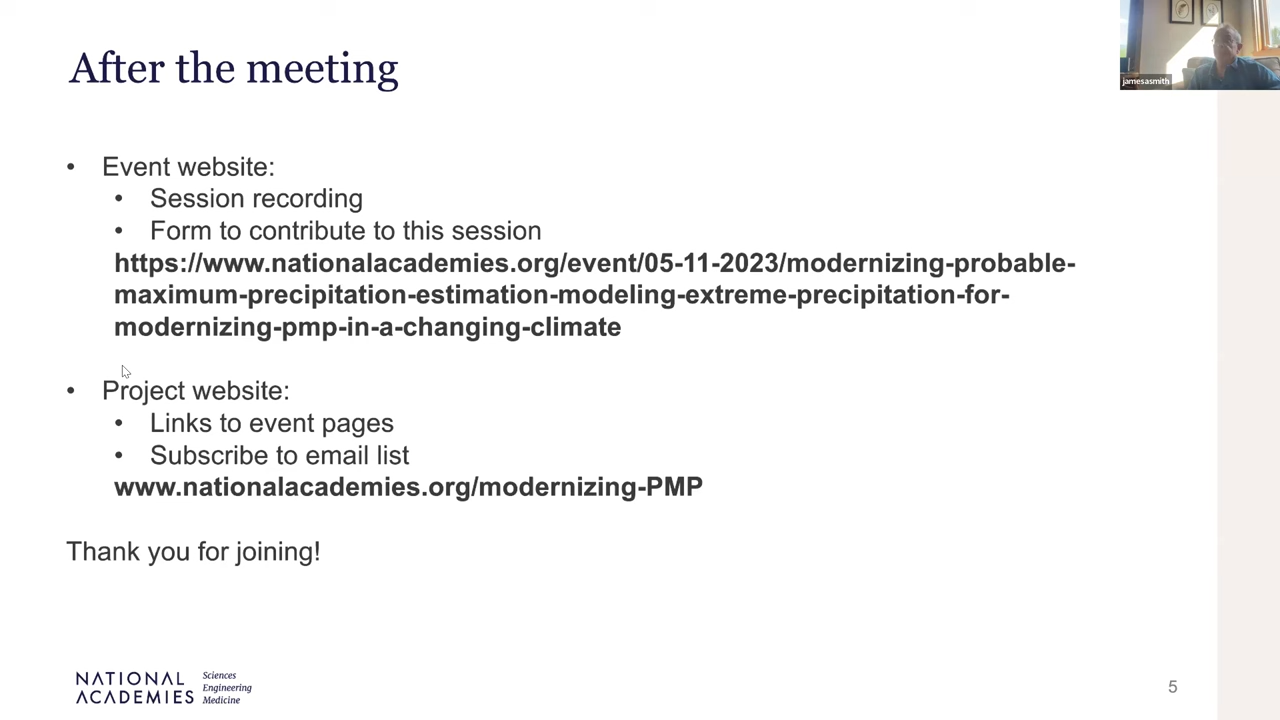 After the meeting
jamesasmith
• Event website:
• Session recording
• Form to contribute to this session
https://www.nationalacademies.org/event/05-11-2023/modernizing-probable-
maximum-precipitation-estimation-modeling-extreme-precipitation-for-
modernizing-pmp-in-a-changing-climate
• Project website:
• Links to event pages
• Subscribe to email list
www.nationalacademies.org/modernizing-PMP
Thank you for joining!
NATIONAL ACADEMIES
Sciences
Engineering
Medicine
5